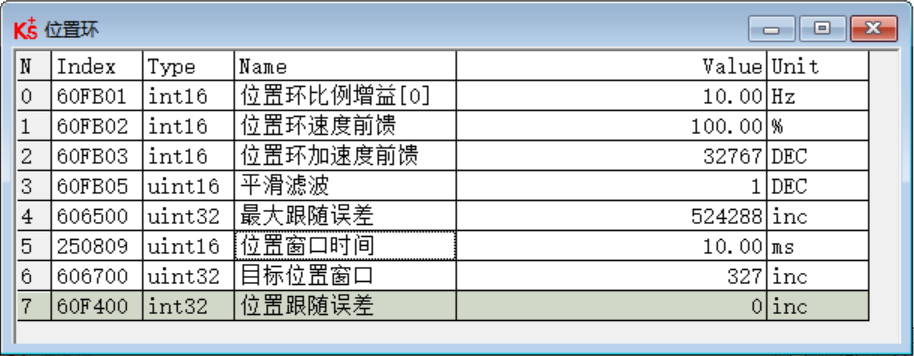 Kṡ 位置环
N Index Type Name Value Unit
0 60FB01 int16 位置环比例增益[0] 10.00 Hz
1 60FB02 int16 位置环速度前馈 100.00 %
2 60FB03 int16 位置环加速度前馈 32767 DEC
3 60FB05 uint16 平滑滤波 1 DEC
4 606500 uint32 最大跟随误差 524288 inc
5 250809 uint16 位置窗口时间 10.00 ms
6 606700 uint32 目标位置窗口 327 inc
7 60F400 int32 位置跟随误差 0 inc